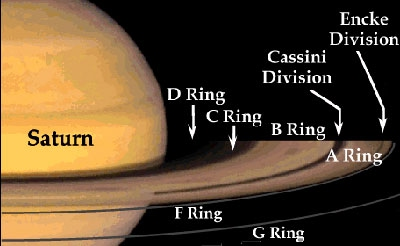 Encke
Division
Cassini
Division
D Ring
C Ring
B Ring
A Ring
Saturn
F Ring
G Ring